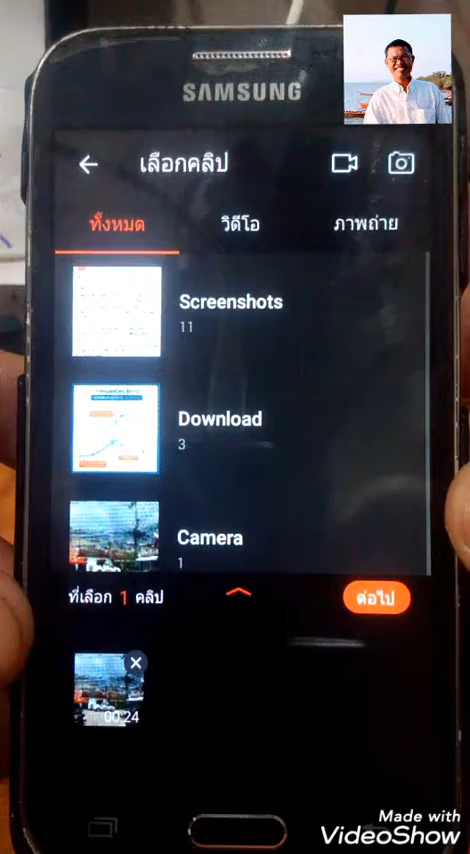 SAMSUNG
เลือกคลิป
ทั้งหมด
วิดีโอ
ภาพถ่าย
Screenshots
11
Download
3
Camera
1
ที่เลือก 1 คลิป
ต่อไป
00:24
Made with
VideoShow